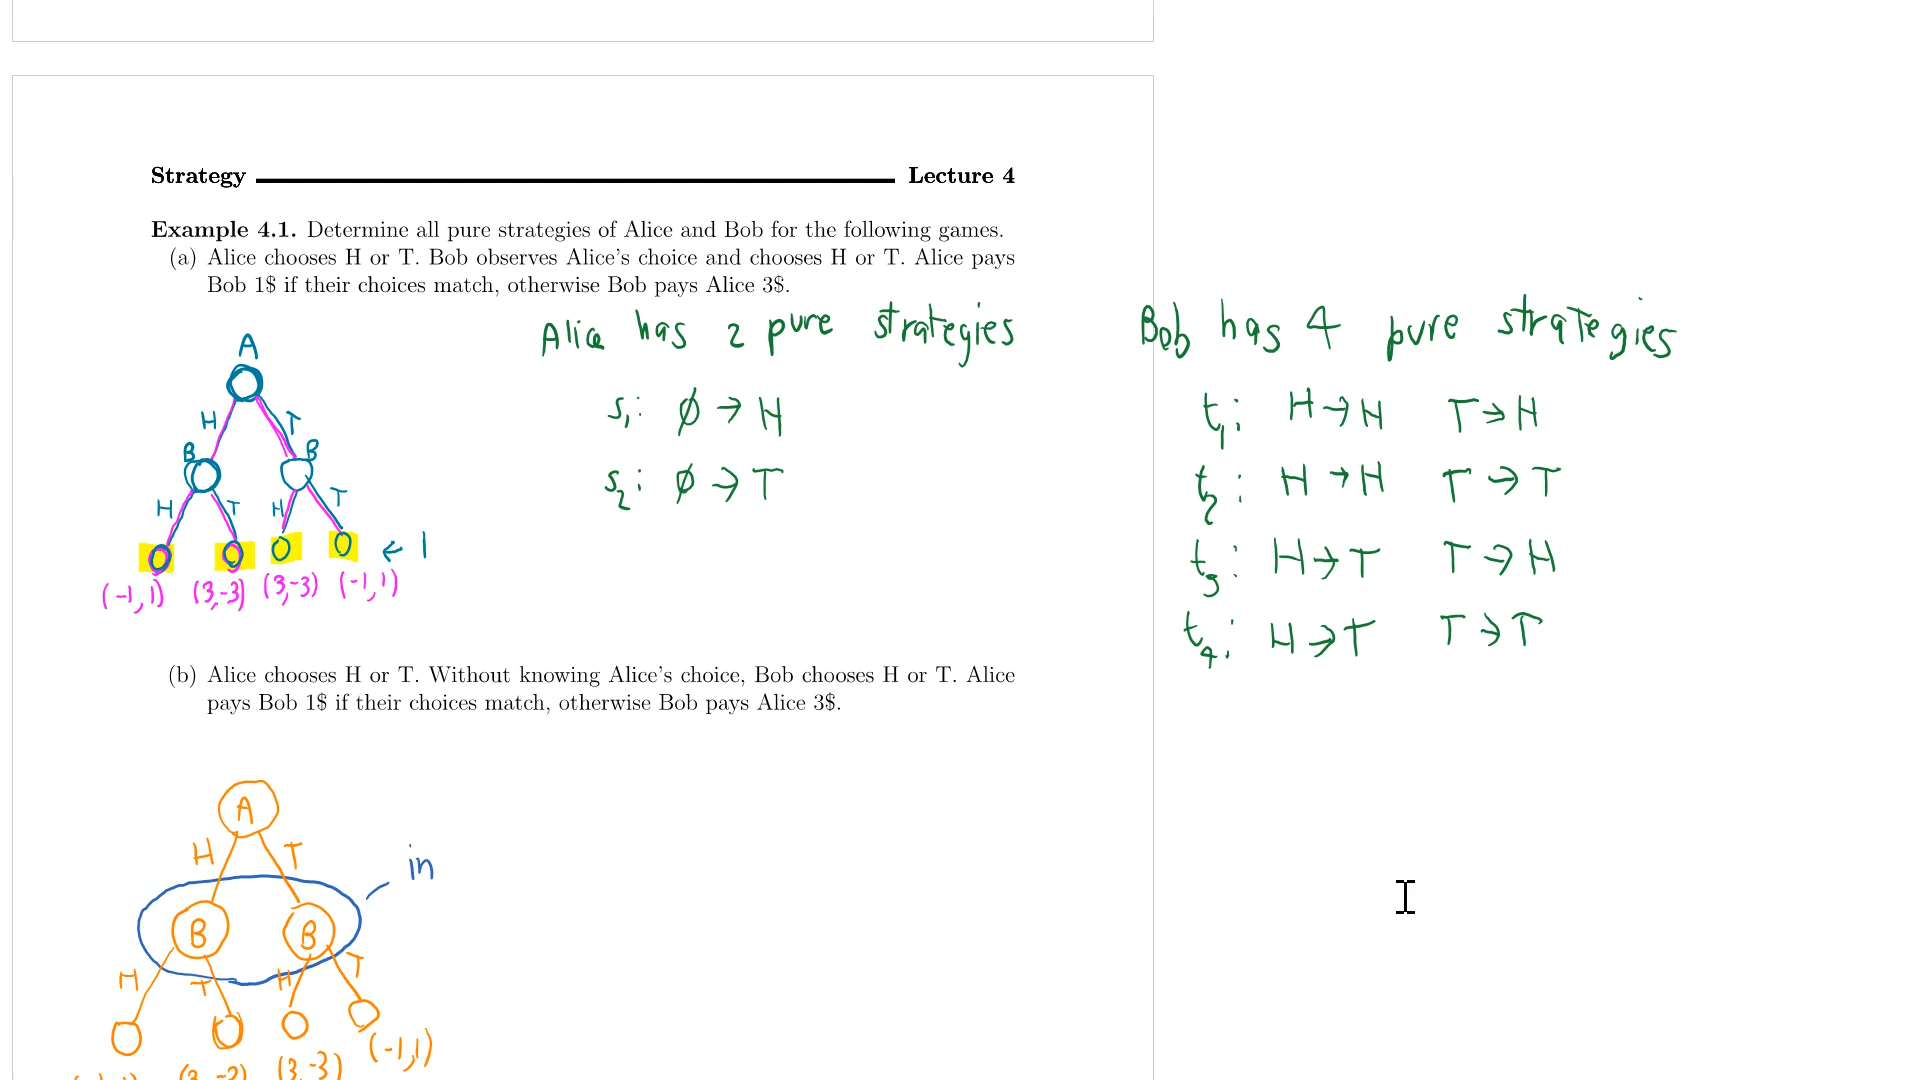 Strategy Lecture 4
Example 4.1. Determine all pure strategies of Alice and Bob for the following games.
(a) Alice chooses H or T. Bob observes Alice's choice and chooses H or T. Alice pays
Bob 1$ if their choices match, otherwise Bob pays Alice 3$.
Alice has 2 pure strategies
s₁: ∅ → H
s₂: ∅ → T
Bob has 4 pure strategies
t₁: H → H T → H
t₂: H → H T → T
t₃: H → T T → H
t₄: H → T T → T
A
H T
B B
H T H T
← 1
(-1,1) (3,-3) (3,-3) (-1,1)
(b) Alice chooses H or T. Without knowing Alice's choice, Bob chooses H or T. Alice
pays Bob 1$ if their choices match, otherwise Bob pays Alice 3$.
A
H T
in
B B
H T H T
(-1,1)
(3,-3)